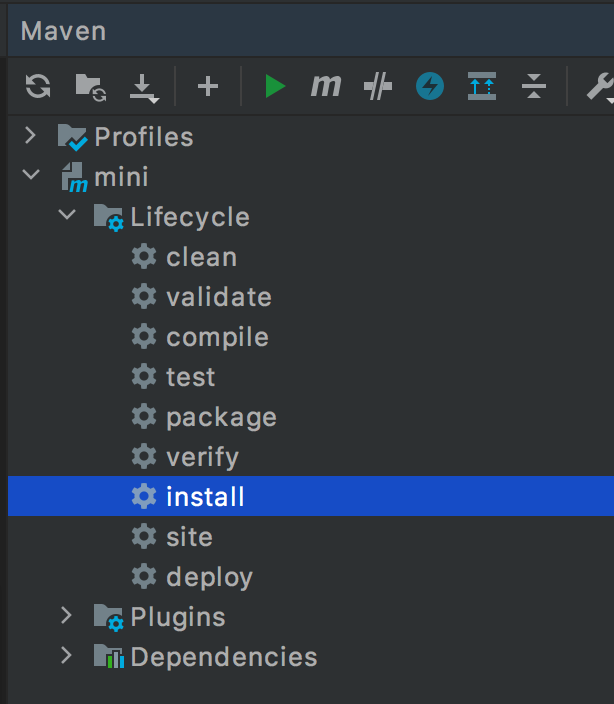 Maven
m
Profiles
mini
Lifecycle
clean
validate
compile
test
package
verify
install
site
deploy
Plugins
Dependencies